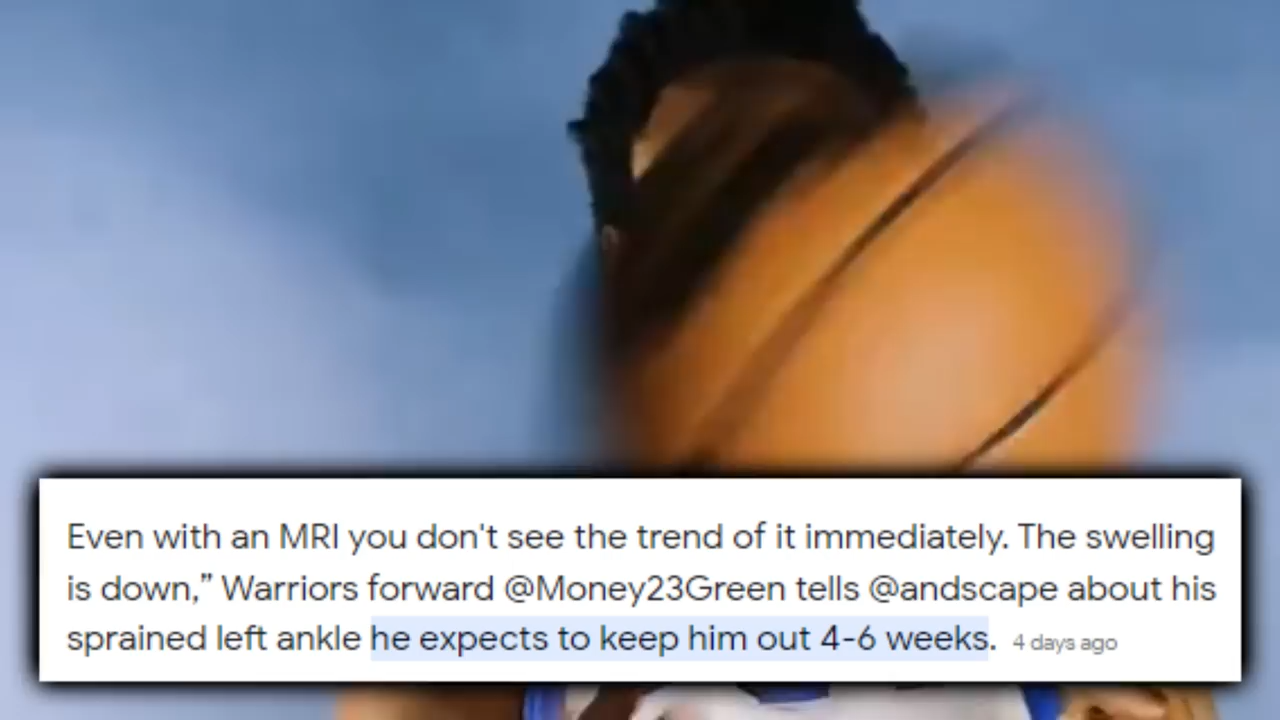 Even with an MRI you don't see the trend of it immediately. The swelling
is down,” Warriors forward @Money23Green tells @andscape about his
sprained left ankle he expects to keep him out 4-6 weeks. 4 days ago